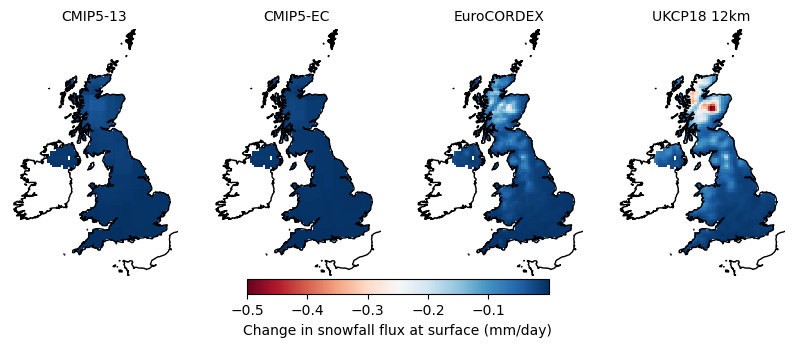 CMIP5-13 CMIP5-EC EuroCORDEX UKCP18 12km
−0.5 −0.4 −0.3 −0.2 −0.1
Change in snowfall flux at surface (mm/day)